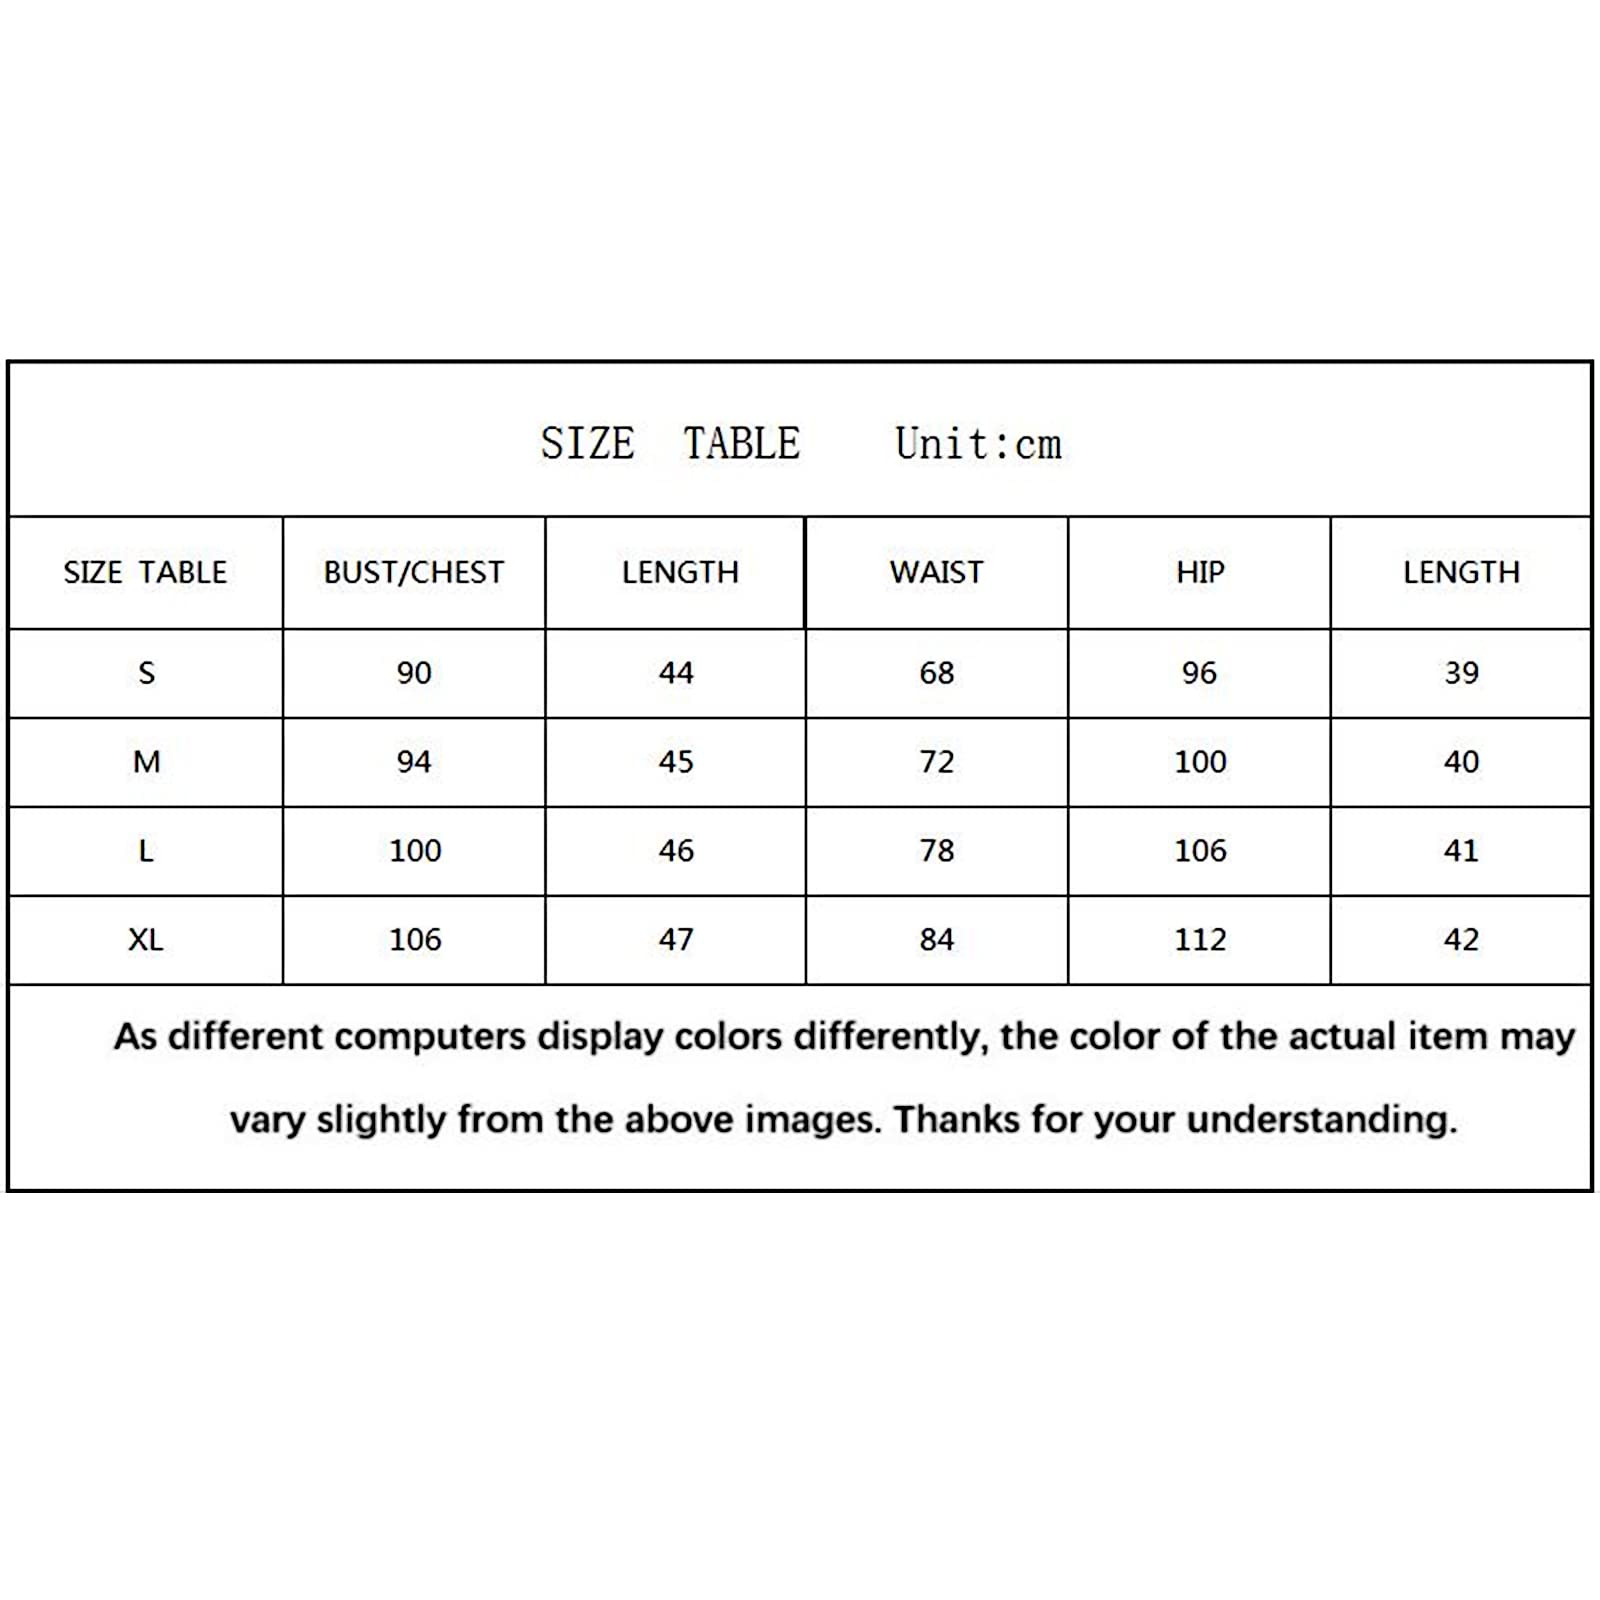 SIZE TABLE Unit:cm
SIZE TABLE BUST/CHEST LENGTH WAIST HIP LENGTH
S 90 44 68 96 39
M 94 45 72 100 40
L 100 46 78 106 41
XL 106 47 84 112 42
As different computers display colors differently, the color of the actual item may
vary slightly from the above images. Thanks for your understanding.